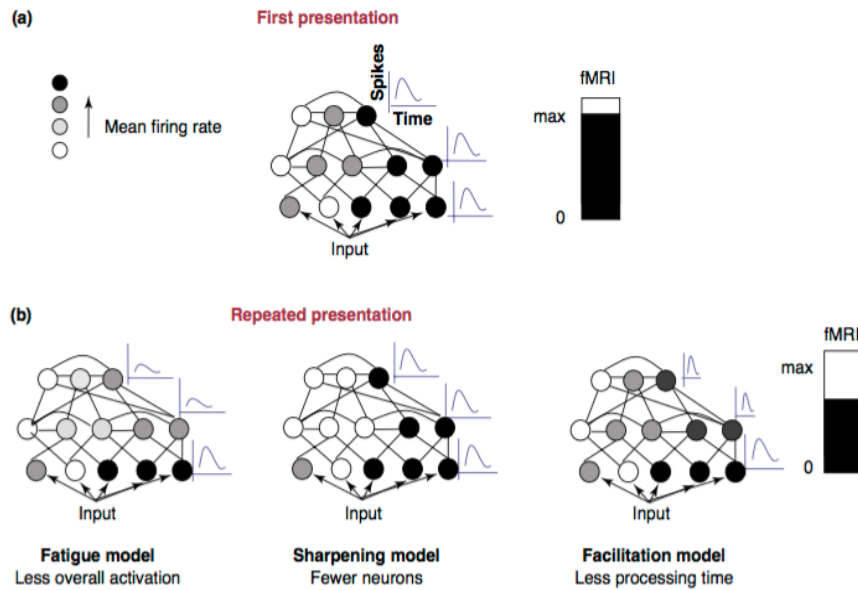 (a)
First presentation
Mean firing rate
Spikes
Time
fMRI
max
0
Input
(b)
Repeated presentation
fMRI
max
0
Input
Input
Input
Fatigue model
Less overall activation
Sharpening model
Fewer neurons
Facilitation model
Less processing time